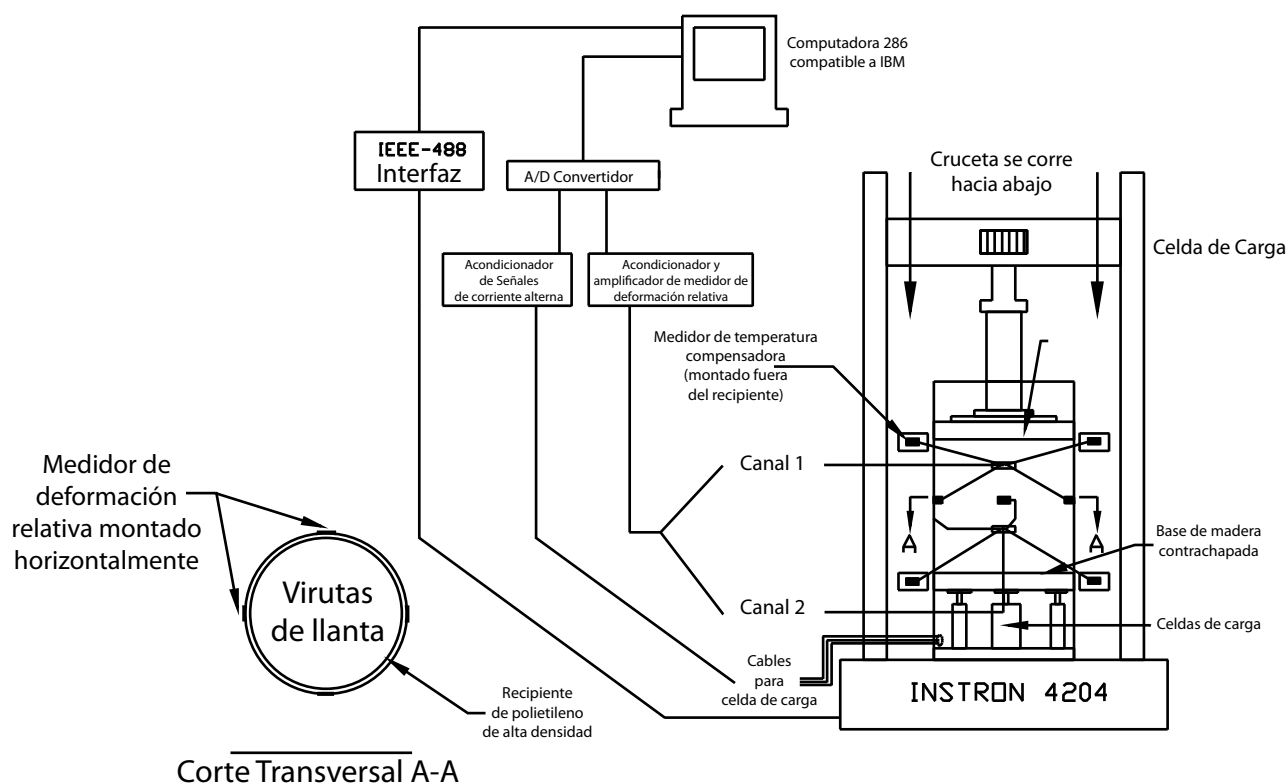 Computadora 286
compatible a IBM
IEEE-488
Interfaz
A/D Convertidor
Cruceta se corre
hacia abajo
Celda de Carga
Acondicionador
de Señales
de corriente alterna
Acondicionador y
amplificador de medidor de
deformación relativa
Medidor de temperatura
compensadora
(montado fuera
del recipiente)
Canal 1
Medidor de
deformación
relativa montado
horizontalmente
A
A
Base de madera
contrachapada
Virutas
de llanta
Canal 2
Celdas de carga
Cables
para
celda de carga
INSTRON 4204
Recipiente
de polietileno
de alta densidad
Corte Transversal A-A